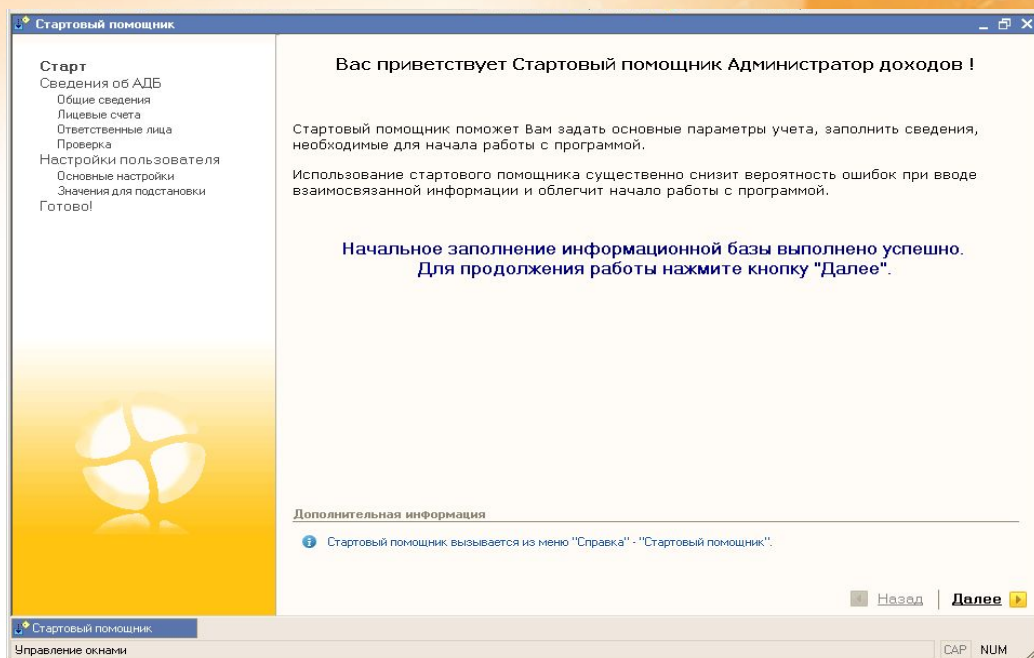 Стартовый помощник
Старт
Сведения об АДБ
Общие сведения
Лицевые счета
Ответственные лица
Проверка
Настройки пользователя
Основные настройки
Значения для подстановки
Готово!
Вас приветствует Стартовый помощник Администратор доходов !
Стартовый помощник поможет Вам задать основные параметры учета, заполнить сведения,
необходимые для начала работы с программой.
Использование стартового помощника существенно снизит вероятность ошибок при вводе
взаимосвязанной информации и облегчит начало работы с программой.
Начальное заполнение информационной базы выполнено успешно.
Для продолжения работы нажмите кнопку "Далее".
Дополнительная информация
Стартовый помощник вызывается из меню "Справка" - "Стартовый помощник".
Назад
Далее
Стартовый помощник
Управление окнами
CAP
NUM